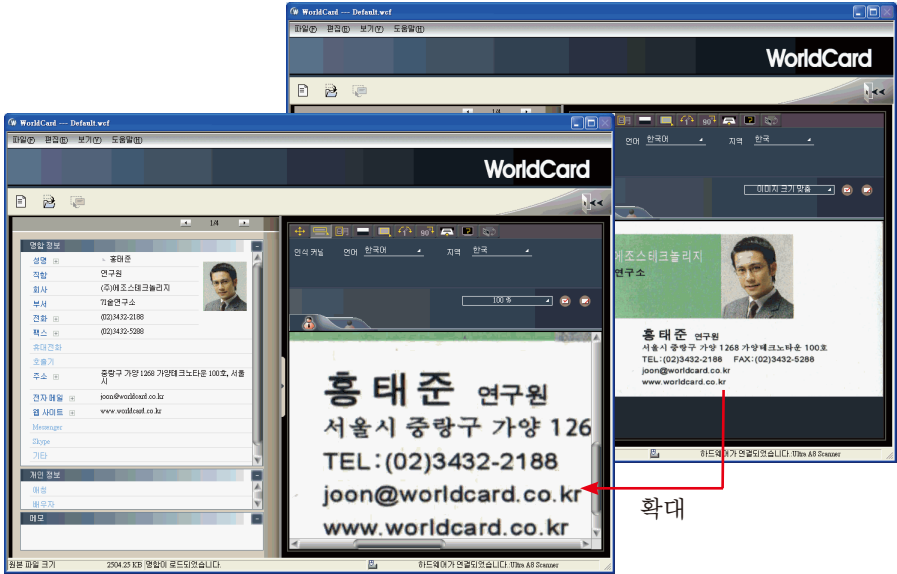 WorldCard --- Default.wcf
파일(F) 편집(E) 보기(V) 도움말(H)
WorldCard
1/4
언어 한국어 지역 한국
이미지 크기 맞춤
에조스테크놀리지
연구소
홍태준 연구원
서울시 중랑구 가양 1268 가양테크노타운 100호
TEL:(02)3432-2188 FAX:(02)3432-5288
joon@worldcard.co.kr
www.worldcard.co.kr
하드웨어가 연결되었습니다.:Ultra A8 Scanner
확대
WorldCard --- Default.wcf
파일(F) 편집(E) 보기(V) 도움말(H)
WorldCard
1/4
명함 정보
성명 홍태준
직함 연구원
회사 (주)에조스테크놀리지
부서 기술연구소
전화 (02)3432-2188
팩스 (02)3432-5288
휴대전화
호출기
주소 중랑구 가양 1268 가양테크노타운 100호, 서울
시
전자 메일 joon@worldcard.co.kr
웹 사이트 www.worldcard.co.kr
Messenger
Skype
기타
개인 정보
애칭
배우자
메모
인식 커널 언어 한국어 지역 한국
100 %
홍태준 연구원
서울시 중랑구 가양 126
TEL:(02)3432-2188
joon@worldcard.co.kr
www.worldcard.co.kr
원본 파일 크기 2504.25 KB 명함이 로드되었습니다.
하드웨어가 연결되었습니다.:Ultra A8 Scanner